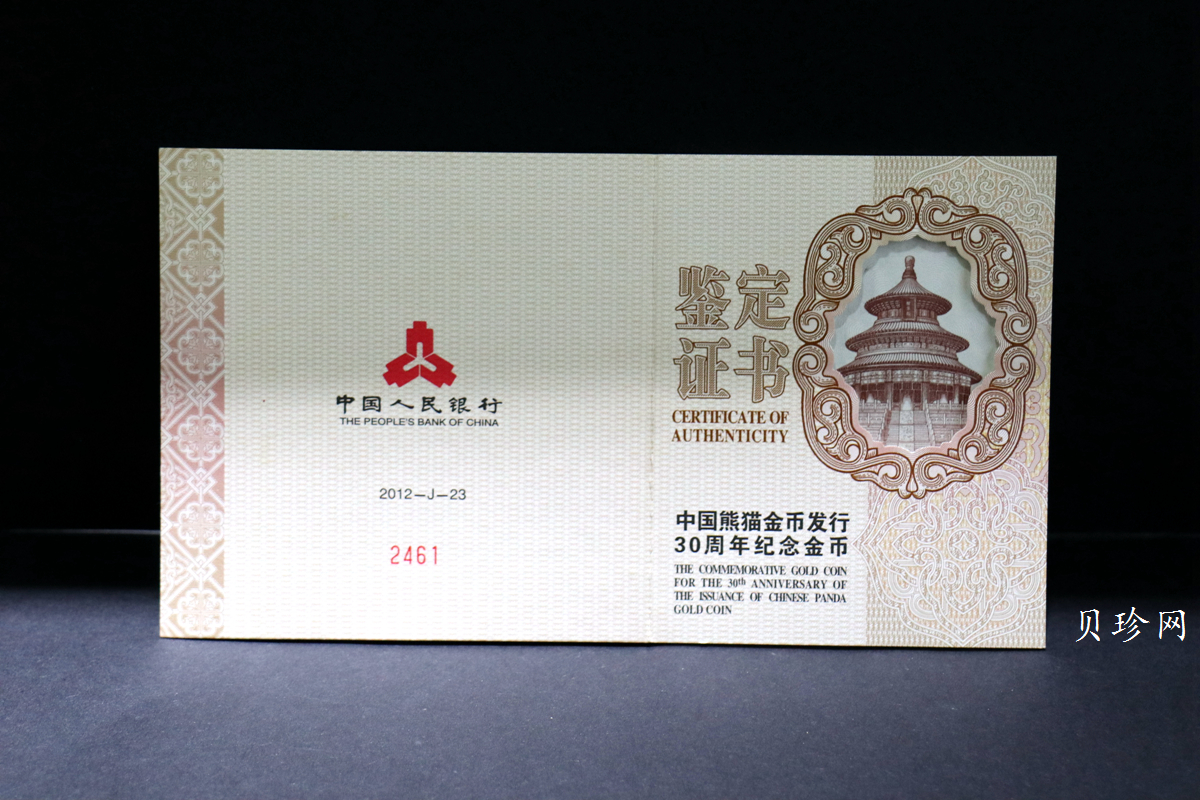 中国人民银行
THE PEOPLE'S BANK OF CHINA
2012—J—23
2461
鉴定
证书
CERTIFICATE OF
AUTHENTICITY
中国熊猫金币发行
30周年纪念金币
THE COMMEMORATIVE GOLD COIN
FOR THE 30th ANNIVERSARY OF
THE ISSUANCE OF CHINESE PANDA
GOLD COIN
贝珍网